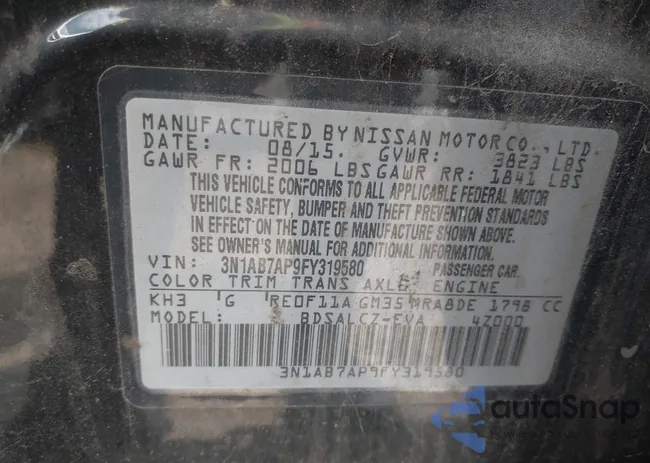 MANUFACTURED BY NISSAN MOTOR CO., LTD.
DATE: 08/15. GVWR: 3823 LBS
GAWR FR: 2006 LBS GAWR RR: 1841 LBS
THIS VEHICLE CONFORMS TO ALL APPLICABLE FEDERAL MOTOR
VEHICLE SAFETY, BUMPER AND THEFT PREVENTION STANDARDS
IN EFFECT ON THE DATE OF MANUFACTURE SHOWN ABOVE.
SEE OWNER'S MANUAL FOR ADDITIONAL INFORMATION.
VIN: 3N1AB7AP9FY319580 PASSENGER CAR
COLOR TRIM TRANS AXLE ENGINE
KH3 G RE0F11A GM35 MRA8DE 1798 CC
MODEL: BDSALCZ-EVA 4Z000
3N1AB7AP9FY319580
autoSnap